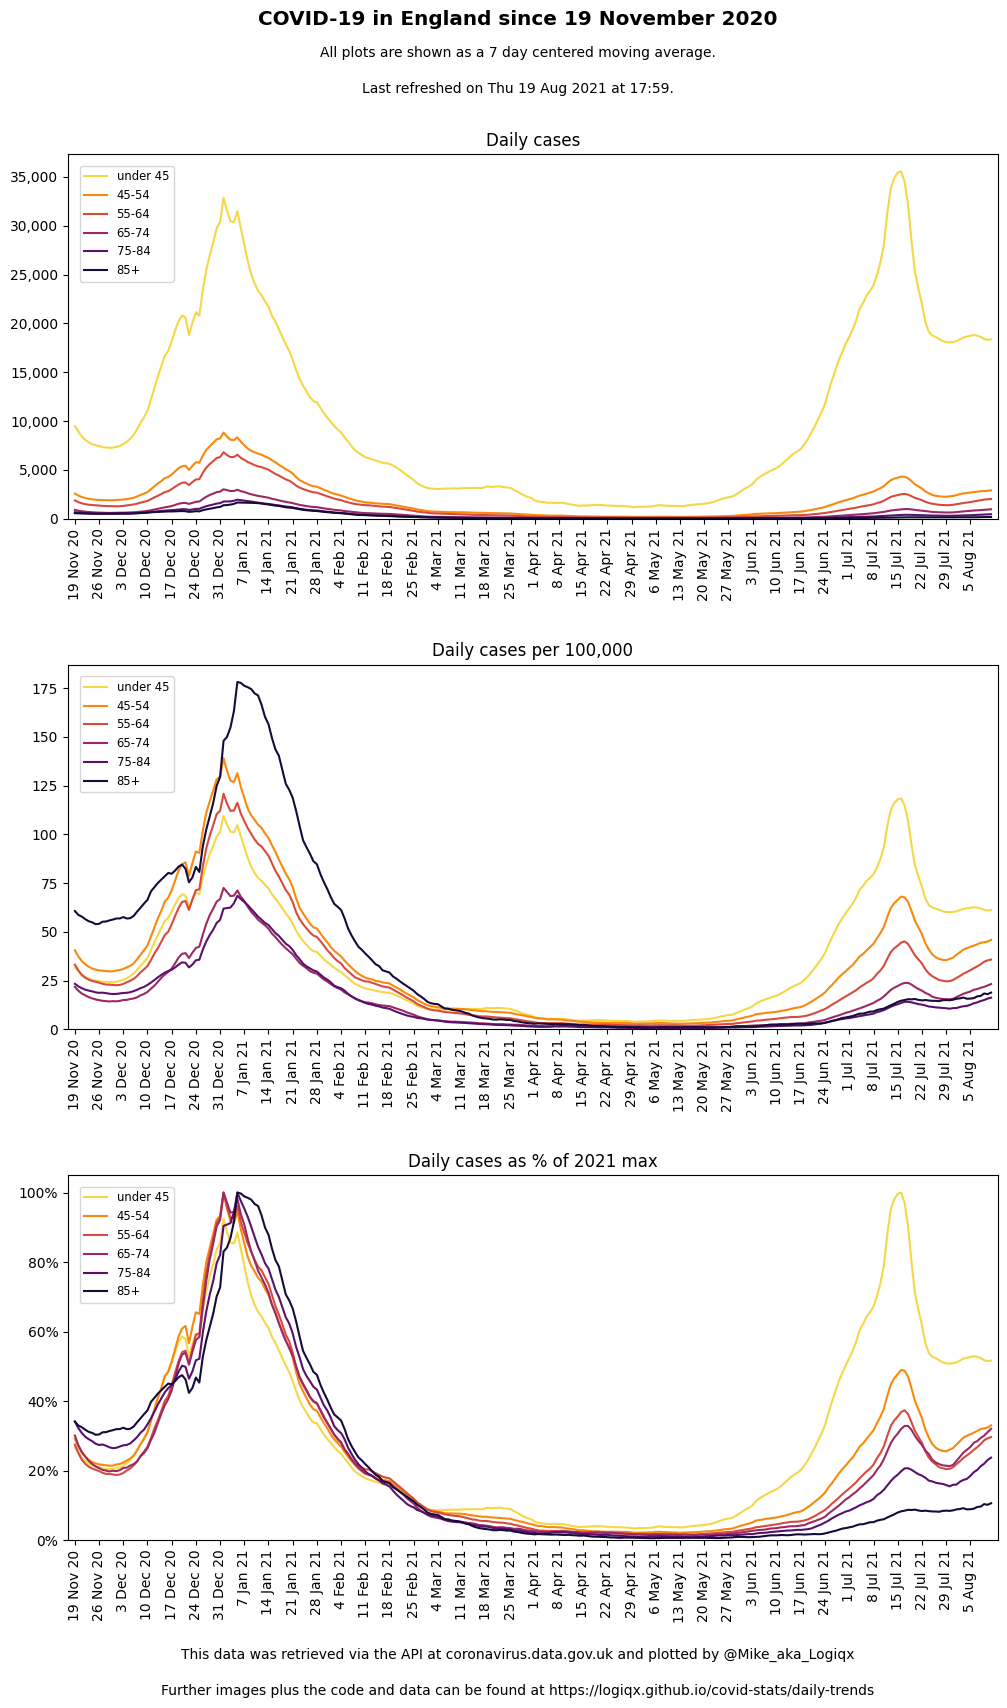 COVID-19 in England since 19 November 2020
All plots are shown as a 7 day centered moving average.
Last refreshed on Thu 19 Aug 2021 at 17:59.
Daily cases
under 45
45-54
55-64
65-74
75-84
85+
35,000
30,000
25,000
20,000
15,000
10,000
5,000
0
19 Nov 20
26 Nov 20
3 Dec 20
10 Dec 20
17 Dec 20
24 Dec 20
31 Dec 20
7 Jan 21
14 Jan 21
21 Jan 21
28 Jan 21
4 Feb 21
11 Feb 21
18 Feb 21
25 Feb 21
4 Mar 21
11 Mar 21
18 Mar 21
25 Mar 21
1 Apr 21
8 Apr 21
15 Apr 21
22 Apr 21
29 Apr 21
6 May 21
13 May 21
20 May 21
27 May 21
3 Jun 21
10 Jun 21
17 Jun 21
24 Jun 21
1 Jul 21
8 Jul 21
15 Jul 21
22 Jul 21
29 Jul 21
5 Aug 21
Daily cases per 100,000
under 45
45-54
55-64
65-74
75-84
85+
175
150
125
100
75
50
25
0
19 Nov 20
26 Nov 20
3 Dec 20
10 Dec 20
17 Dec 20
24 Dec 20
31 Dec 20
7 Jan 21
14 Jan 21
21 Jan 21
28 Jan 21
4 Feb 21
11 Feb 21
18 Feb 21
25 Feb 21
4 Mar 21
11 Mar 21
18 Mar 21
25 Mar 21
1 Apr 21
8 Apr 21
15 Apr 21
22 Apr 21
29 Apr 21
6 May 21
13 May 21
20 May 21
27 May 21
3 Jun 21
10 Jun 21
17 Jun 21
24 Jun 21
1 Jul 21
8 Jul 21
15 Jul 21
22 Jul 21
29 Jul 21
5 Aug 21
Daily cases as % of 2021 max
under 45
45-54
55-64
65-74
75-84
85+
100%
80%
60%
40%
20%
0%
19 Nov 20
26 Nov 20
3 Dec 20
10 Dec 20
17 Dec 20
24 Dec 20
31 Dec 20
7 Jan 21
14 Jan 21
21 Jan 21
28 Jan 21
4 Feb 21
11 Feb 21
18 Feb 21
25 Feb 21
4 Mar 21
11 Mar 21
18 Mar 21
25 Mar 21
1 Apr 21
8 Apr 21
15 Apr 21
22 Apr 21
29 Apr 21
6 May 21
13 May 21
20 May 21
27 May 21
3 Jun 21
10 Jun 21
17 Jun 21
24 Jun 21
1 Jul 21
8 Jul 21
15 Jul 21
22 Jul 21
29 Jul 21
5 Aug 21
This data was retrieved via the API at coronavirus.data.gov.uk and plotted by @Mike_aka_Logiqx
Further images plus the code and data can be found at https://logiqx.github.io/covid-stats/daily-trends